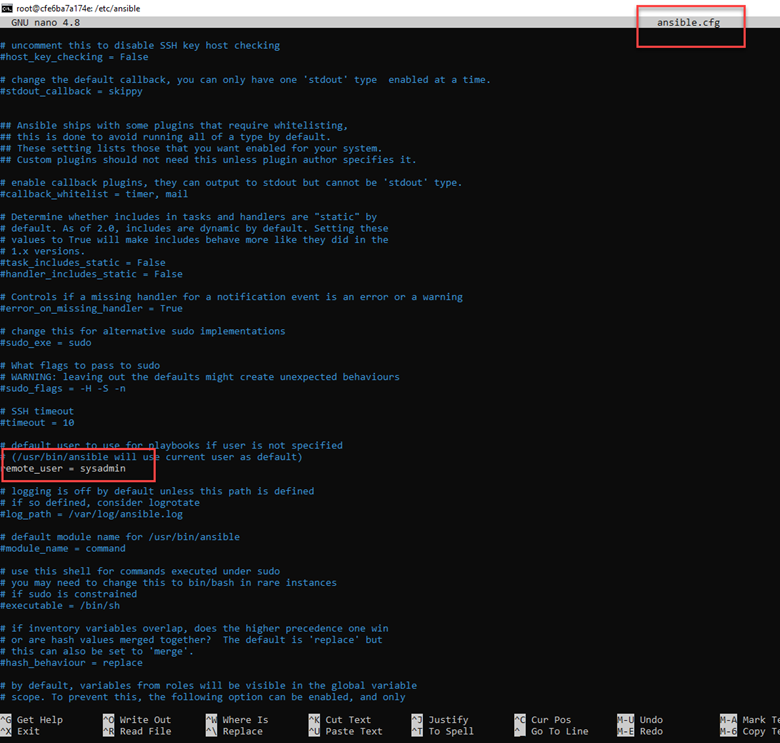 root@cfe6ba7a174e: /etc/ansible
GNU nano 4.8 ansible.cfg
# uncomment this to disable SSH key host checking
#host_key_checking = False
# change the default callback, you can only have one 'stdout' type  enabled at a time.
#stdout_callback = skippy
## Ansible ships with some plugins that require whitelisting,
## this is done to avoid running all of a type by default.
## These setting lists those that you want enabled for your system.
## Custom plugins should not need this unless plugin author specifies it.
# enable callback plugins, they can output to stdout but cannot be 'stdout' type.
#callback_whitelist = timer, mail
# Determine whether includes in tasks and handlers are "static" by
# default. As of 2.0, includes are dynamic by default. Setting these
# values to True will make includes behave more like they did in the
# 1.x versions.
#task_includes_static = False
#handler_includes_static = False
# Controls if a missing handler for a notification event is an error or a warning
#error_on_missing_handler = True
# change this for alternative sudo implementations
#sudo_exe = sudo
# What flags to pass to sudo
# WARNING: leaving out the defaults might create unexpected behaviours
#sudo_flags = -H -S -n
# SSH timeout
#timeout = 10
# default user to use for playbooks if user is not specified
# (/usr/bin/ansible will use current user as default)
remote_user = sysadmin
# logging is off by default unless this path is defined
# if so defined, consider logrotate
#log_path = /var/log/ansible.log
# default module name for /usr/bin/ansible
#module_name = command
# use this shell for commands executed under sudo
# you may need to change this to bin/bash in rare instances
# if sudo is constrained
#executable = /bin/sh
# if inventory variables overlap, does the higher precedence one win
# or are hash values merged together?  The default is 'replace' but
# this can also be set to 'merge'.
#hash_behaviour = replace
# by default, variables from roles will be visible in the global variable
# scope. To prevent this, the following option can be enabled, and only
^G Get Help ^O Write Out ^W Where Is ^K Cut Text ^J Justify ^C Cur Pos M-U Undo M-A Mark Te
^X Exit ^R Read File ^\ Replace ^U Paste Text ^T To Spell ^_ Go To Line M-E Redo M-6 Copy Te